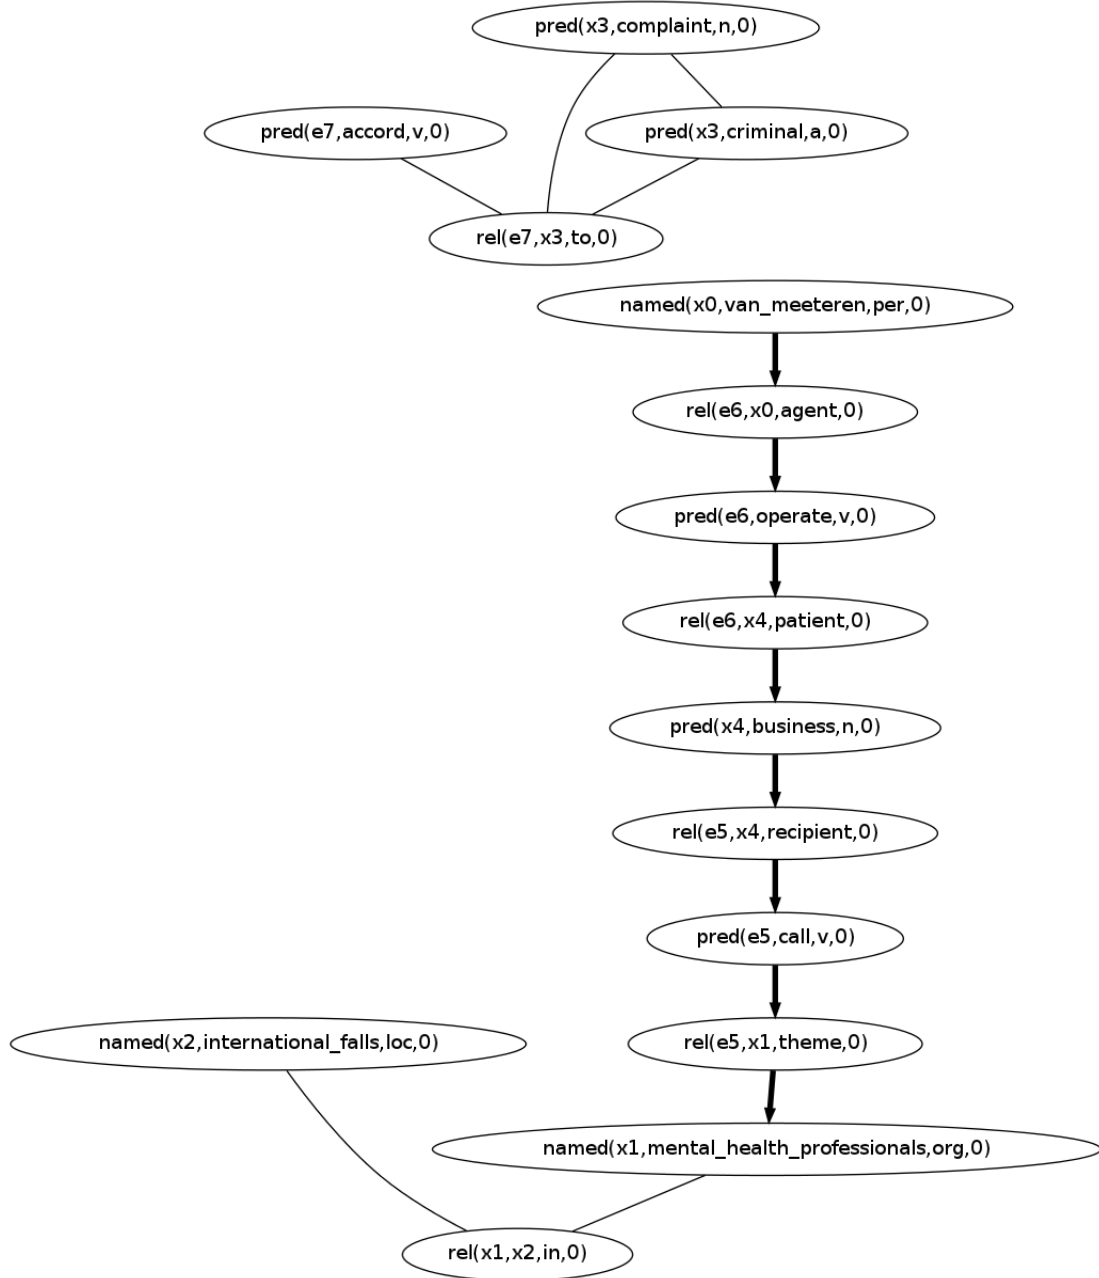 pred(x3,complaint,n,0)
pred(e7,accord,v,0)
pred(x3,criminal,a,0)
rel(e7,x3,to,0)
named(x0,van_meeteren,per,0)
rel(e6,x0,agent,0)
pred(e6,operate,v,0)
rel(e6,x4,patient,0)
pred(x4,business,n,0)
rel(e5,x4,recipient,0)
pred(e5,call,v,0)
named(x2,international_falls,loc,0)
rel(e5,x1,theme,0)
named(x1,mental_health_professionals,org,0)
rel(x1,x2,in,0)